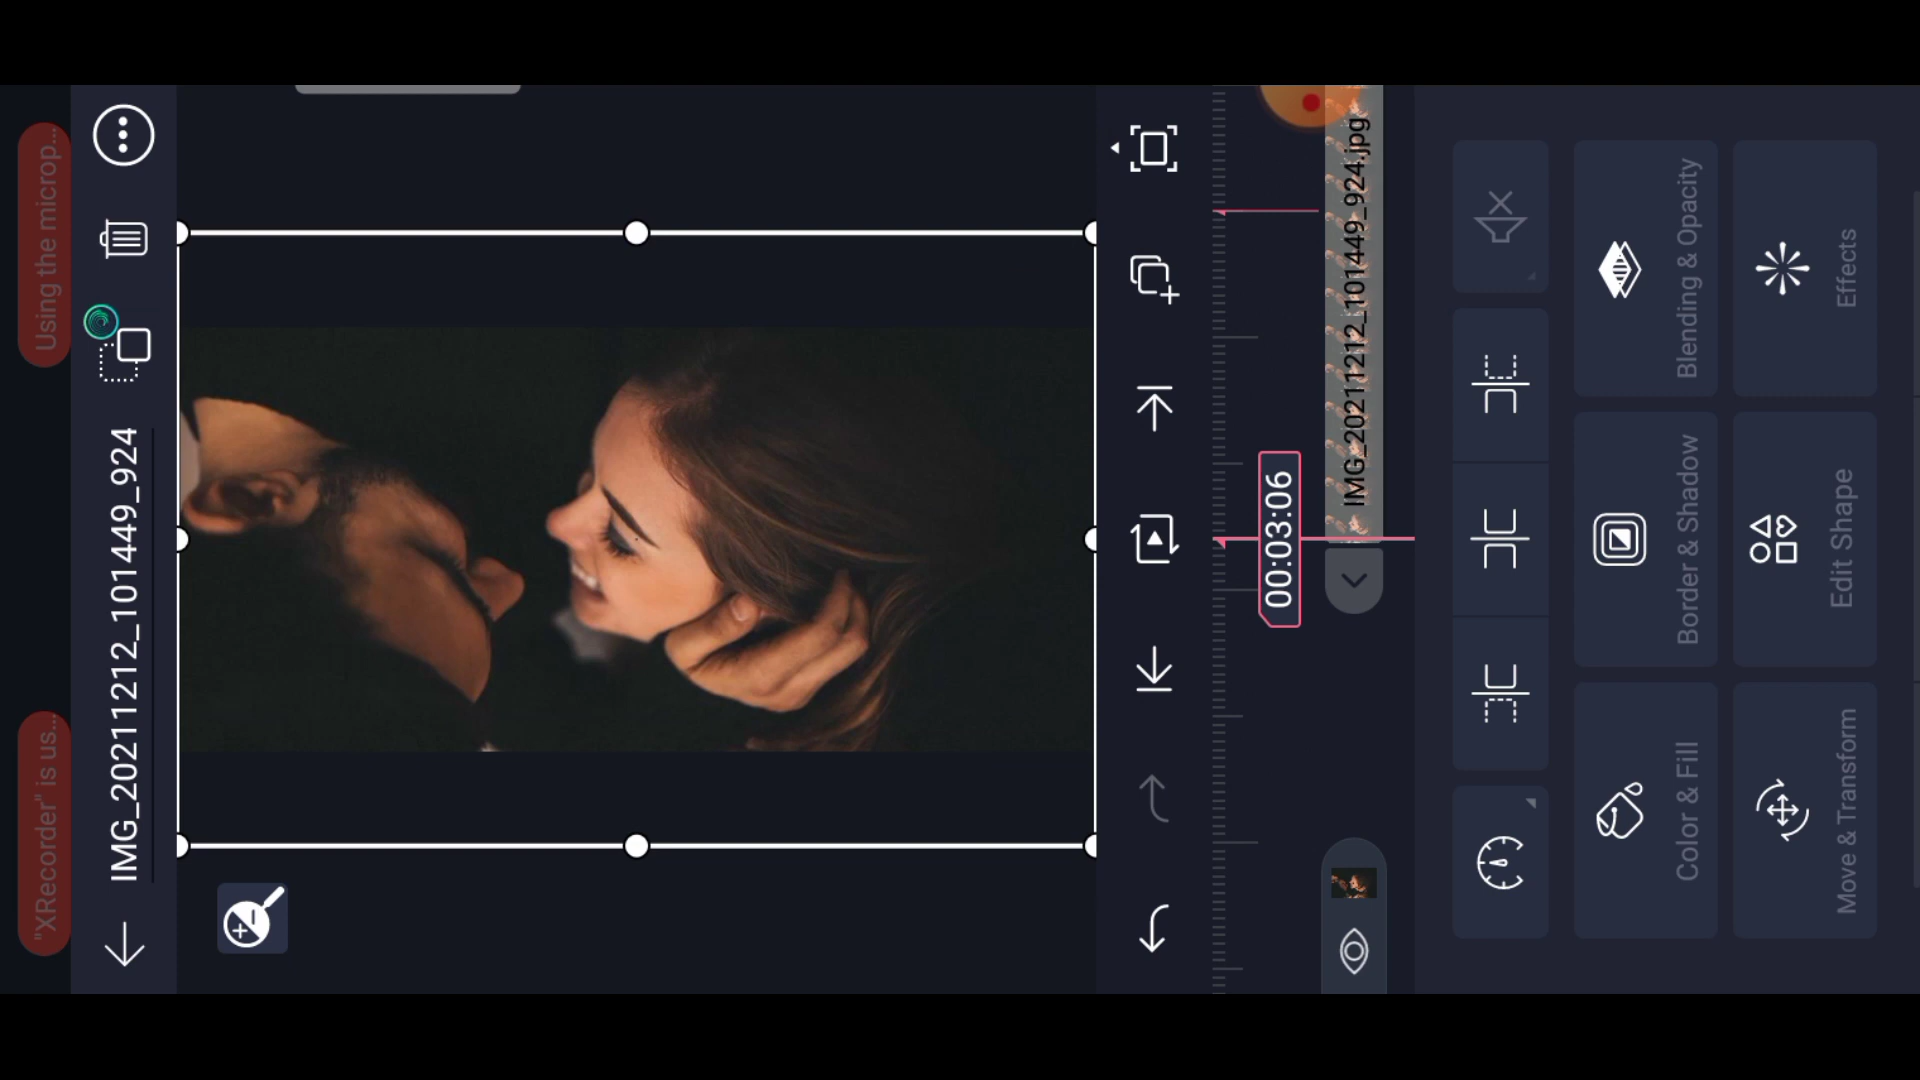 "XRecorder" is us...
Using the microp...
IMG_20211212_101449_924
00:03:06
IMG_20211212_101449_924.jpg
Color & Fill
Border & Shadow
Blending & Opacity
Move & Transform
Edit Shape
Effects